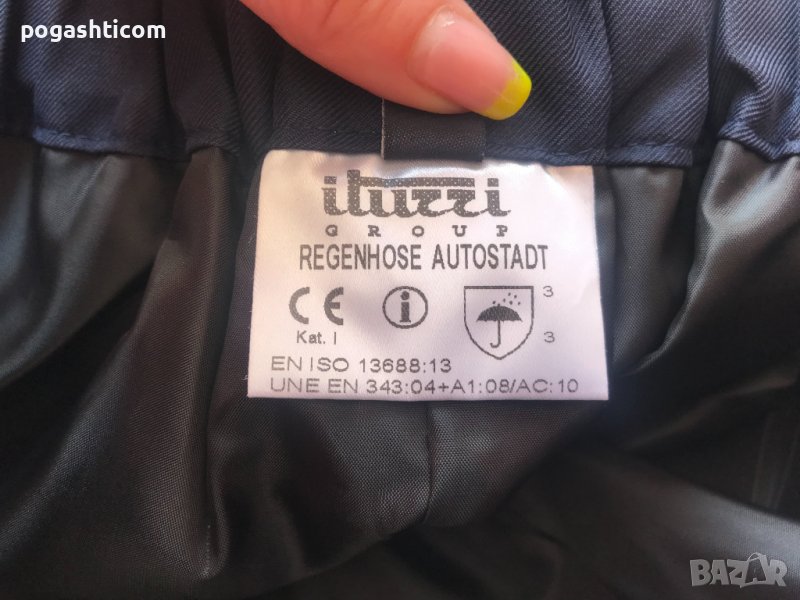 pogashticom
iturri
GROUP
REGENHOSE AUTOSTADT
CE
i
3
Kat. I
3
EN ISO 13688:13
UNE EN 343:04+A1:08/AC:10
BAZAR